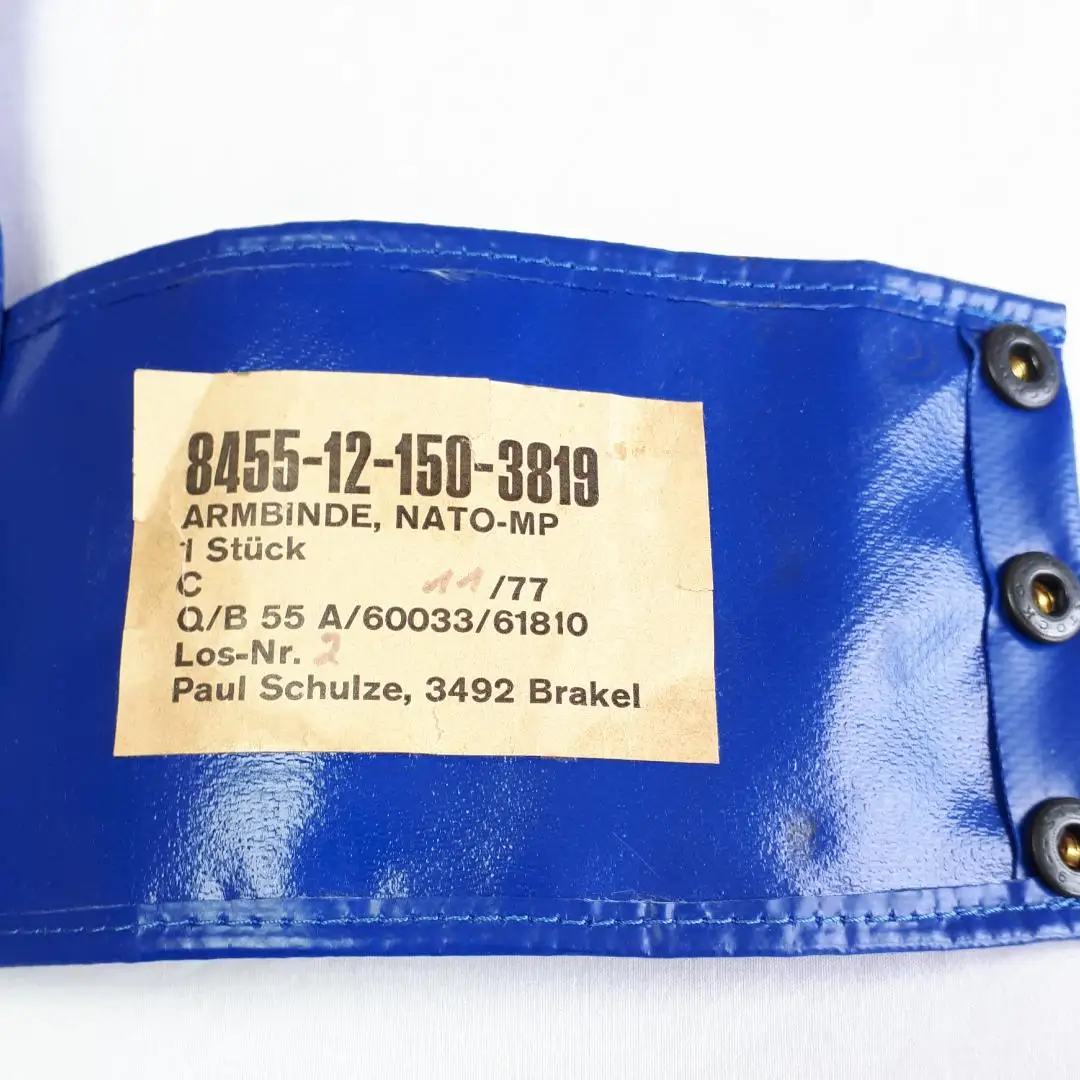 8455-12-150-3819
ARMBINDE, NATO-MP
1 Stück
C 11/77
Q/B 55 A/60033/61810
Los-Nr. 2
Paul Schulze, 3492 Brakel